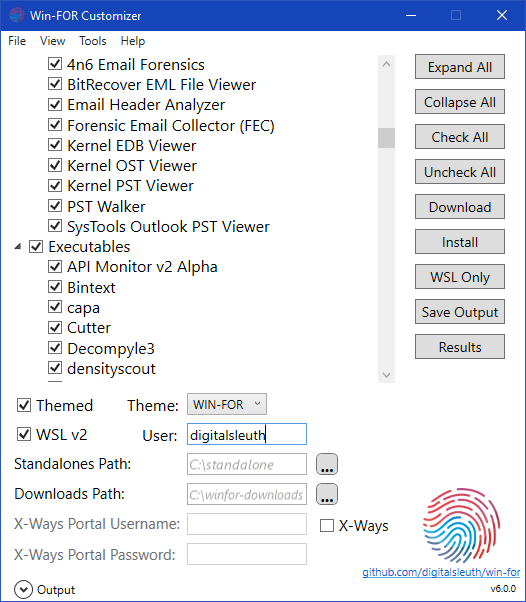 Win-FOR Customizer
File View Tools Help
4n6 Email Forensics
BitRecover EML File Viewer
Email Header Analyzer
Forensic Email Collector (FEC)
Kernel EDB Viewer
Kernel OST Viewer
Kernel PST Viewer
PST Walker
SysTools Outlook PST Viewer
Executables
API Monitor v2 Alpha
Bintext
capa
Cutter
Decompyle3
densityscout
Expand All
Collapse All
Check All
Uncheck All
Download
Install
WSL Only
Save Output
Results
Themed Theme: WIN-FOR
WSL v2 User: digitalsleuth
Standalones Path: C:\standalone ...
Downloads Path: C:\winfor-downloads ...
X-Ways Portal Username: X-Ways
X-Ways Portal Password:
github.com/digitalsleuth/win-for
Output v6.0.0